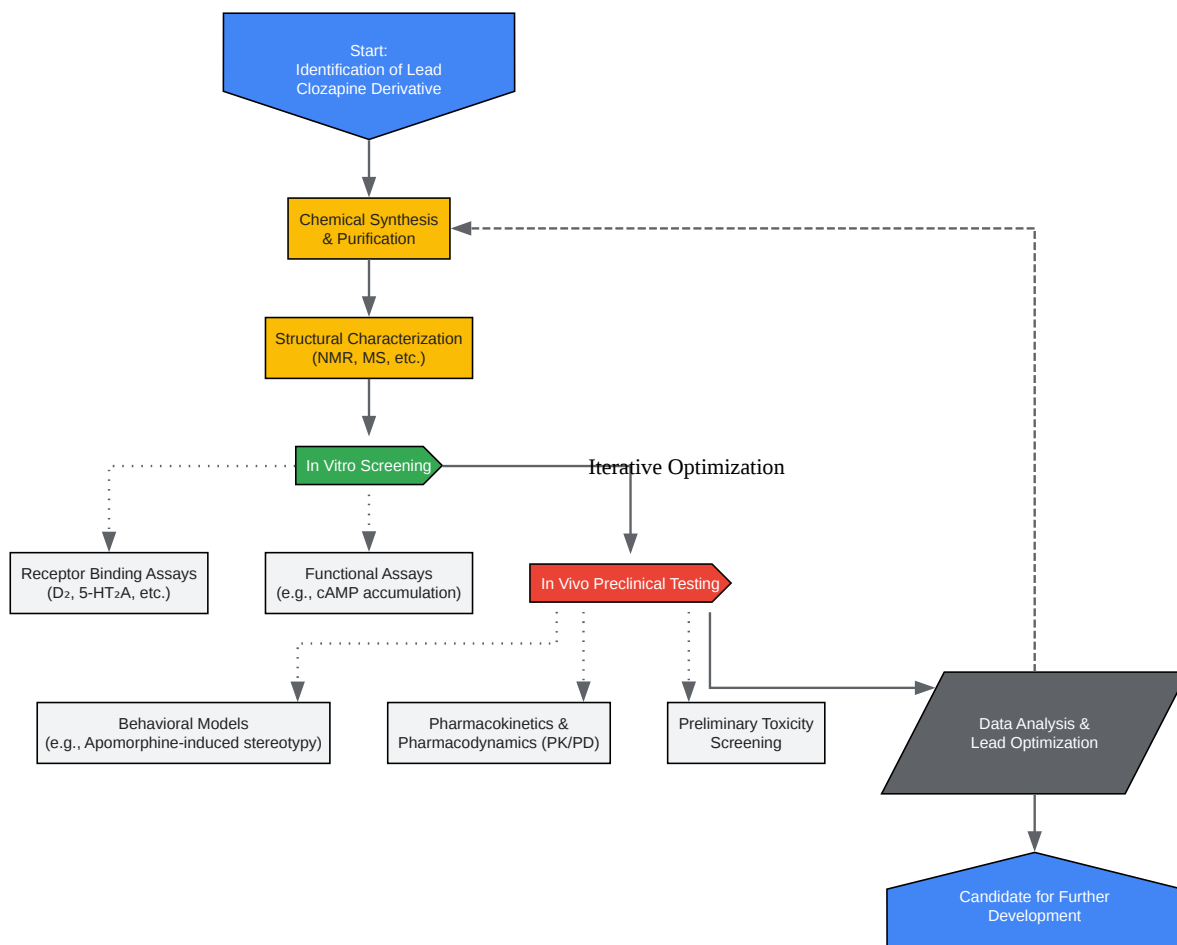 Start:
Identification of Lead
Clozapine Derivative
Chemical Synthesis
& Purification
Structural Characterization
(NMR, MS, etc.)
In Vitro Screening
Iterative Optimization
Receptor Binding Assays
(D₂, 5-HT₂A, etc.)
Functional Assays
(e.g., cAMP accumulation)
In Vivo Preclinical Testing
Behavioral Models
(e.g., Apomorphine-induced stereotypy)
Pharmacokinetics &
Pharmacodynamics (PK/PD)
Preliminary Toxicity
Screening
Data Analysis &
Lead Optimization
Candidate for Further
Development